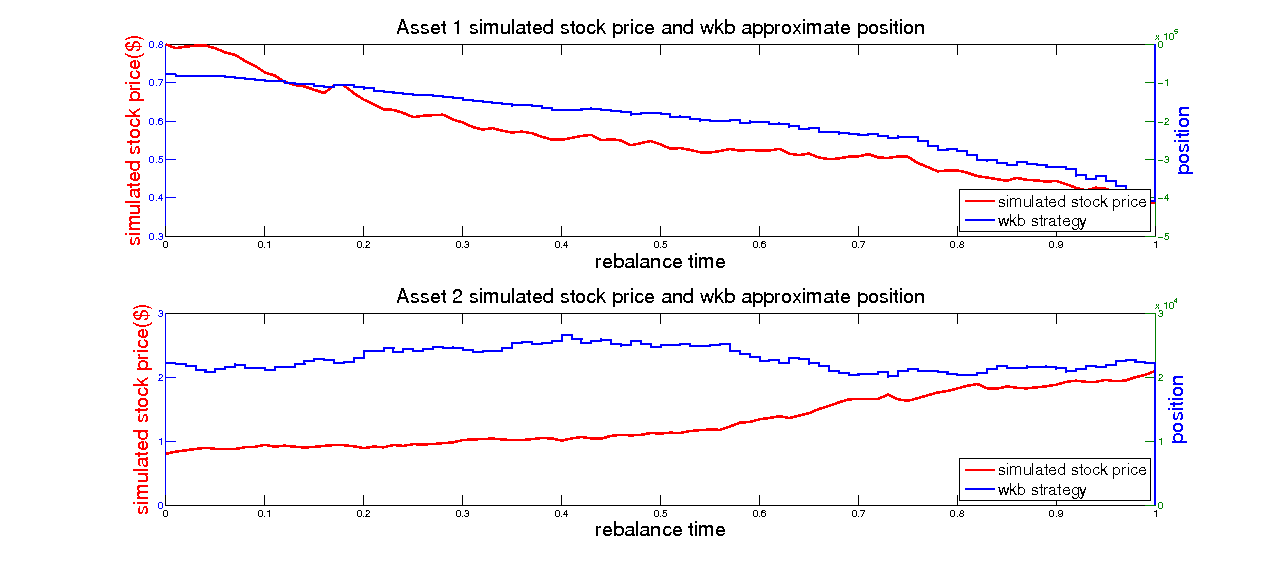 Asset 1 simulated stock price and wkb approximate position
x 10^5
simulated stock price($)
0.8
0.7
0.6
0.5
0.4
0.3
0
-1
-2
-3
-4
-5
position
simulated stock price
wkb strategy
0 0.1 0.2 0.3 0.4 0.5 0.6 0.7 0.8 0.9 1
rebalance time
Asset 2 simulated stock price and wkb approximate position
x 10^4
simulated stock price($)
3
2
1
0
3
2
1
0
position
simulated stock price
wkb strategy
0 0.1 0.2 0.3 0.4 0.5 0.6 0.7 0.8 0.9 1
rebalance time